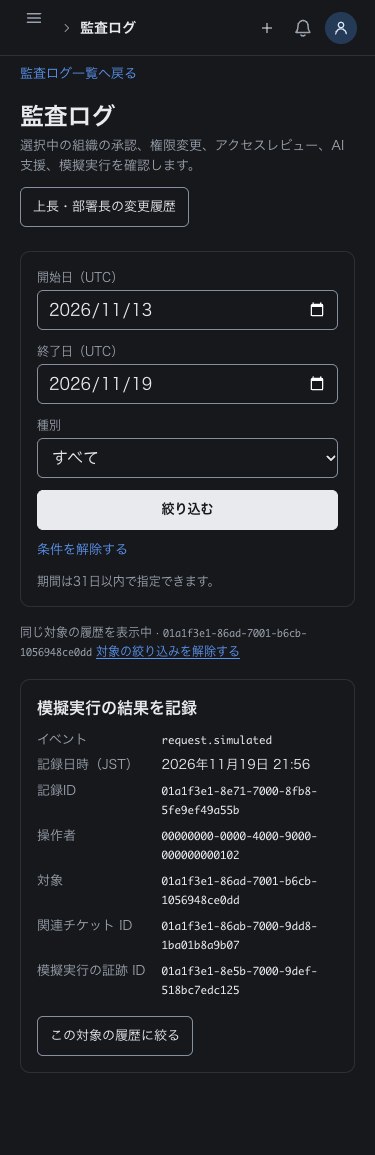 監査ログ
監査ログ一覧へ戻る
監査ログ
選択中の組織の承認、権限変更、アクセスレビュー、AI
支援、模擬実行を確認します。
上長・部署長の変更履歴
開始日（UTC）
2026/11/13
終了日（UTC）
2026/11/19
種別
すべて
絞り込む
条件を解除する
期間は31日以内で指定できます。
同じ対象の履歴を表示中・01a1f3e1-86ad-7001-b6cb-
1056948ce0dd 対象の絞り込みを解除する
模擬実行の結果を記録
イベント request.simulated
記録日時（JST） 2026年11月19日 21:56
記録ID 01a1f3e1-8e71-7000-8fb8-
5fe9ef49a55b
操作者 00000000-0000-4000-9000-
000000000102
対象 01a1f3e1-86ad-7001-b6cb-
1056948ce0dd
関連チケット ID 01a1f3e1-86ab-7000-9dd8-
1ba01b8a9b07
模擬実行の証跡 ID 01a1f3e1-8e5b-7000-9def-
518bc7edc125
この対象の履歴に絞る